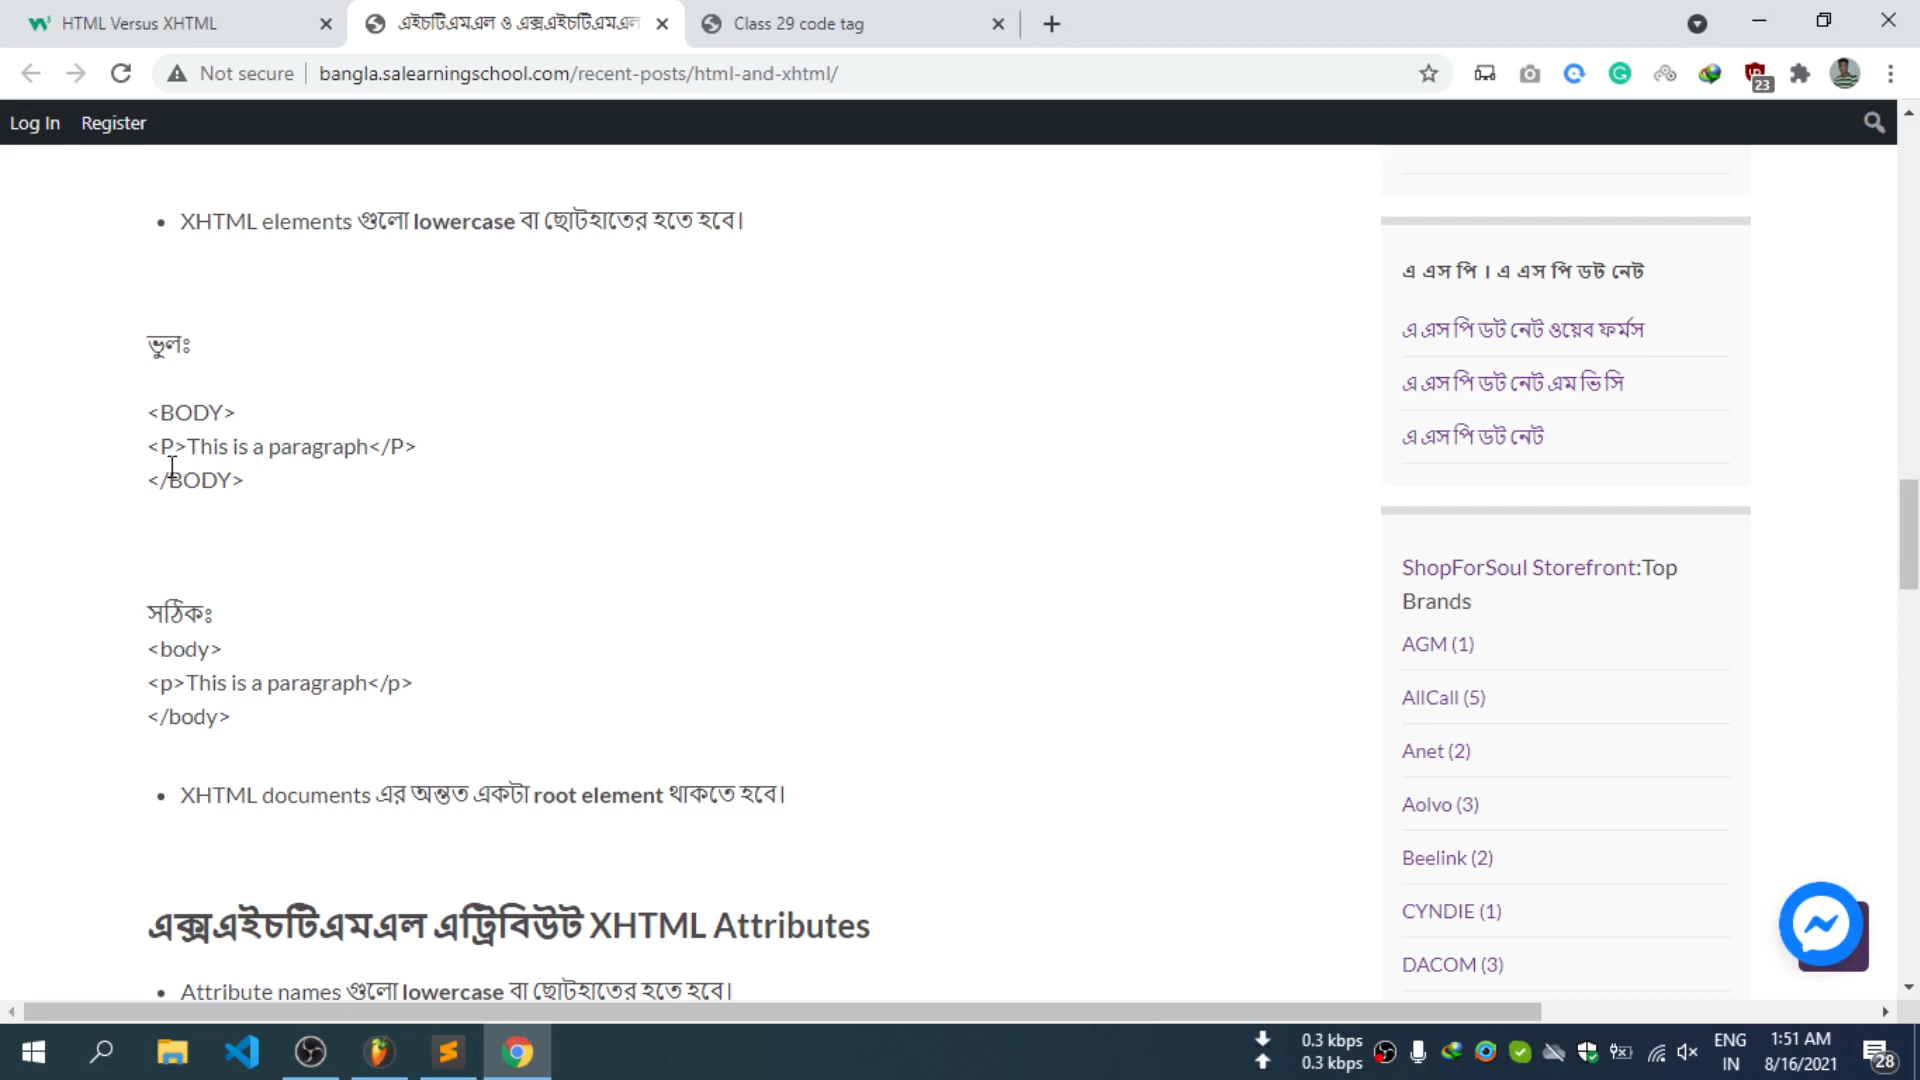 HTML Versus XHTML
এইচটিএমএল ও এক্সএইচটিএমএল
Class 29 code tag
Not secure
bangla.salearningschool.com/recent-posts/html-and-xhtml/
23
Log In Register
XHTML elements গুলো lowercase বা ছোটহাতের হতে হবে।
ভুলঃ
<BODY>
<P>This is a paragraph</P>
</BODY>
সঠিকঃ
<body>
<p>This is a paragraph</p>
</body>
XHTML documents এর অন্তত একটা root element থাকতে হবে।
এক্সএইচটিএমএল এট্রিবিউট XHTML Attributes
Attribute names গুলো lowercase বা ছোটহাতের হতে হবে।
এ এস পি । এ এস পি ডট নেট
এ এস পি ডট নেট ওয়েব ফর্মস
এ এস পি ডট নেট এম ভি সি
এ এস পি ডট নেট
ShopForSoul Storefront:Top
Brands
AGM (1)
AllCall (5)
Anet (2)
Aolvo (3)
Beelink (2)
CYNDIE (1)
DACOM (3)
0.3 kbps
0.3 kbps
ENG
IN
1:51 AM
8/16/2021
28